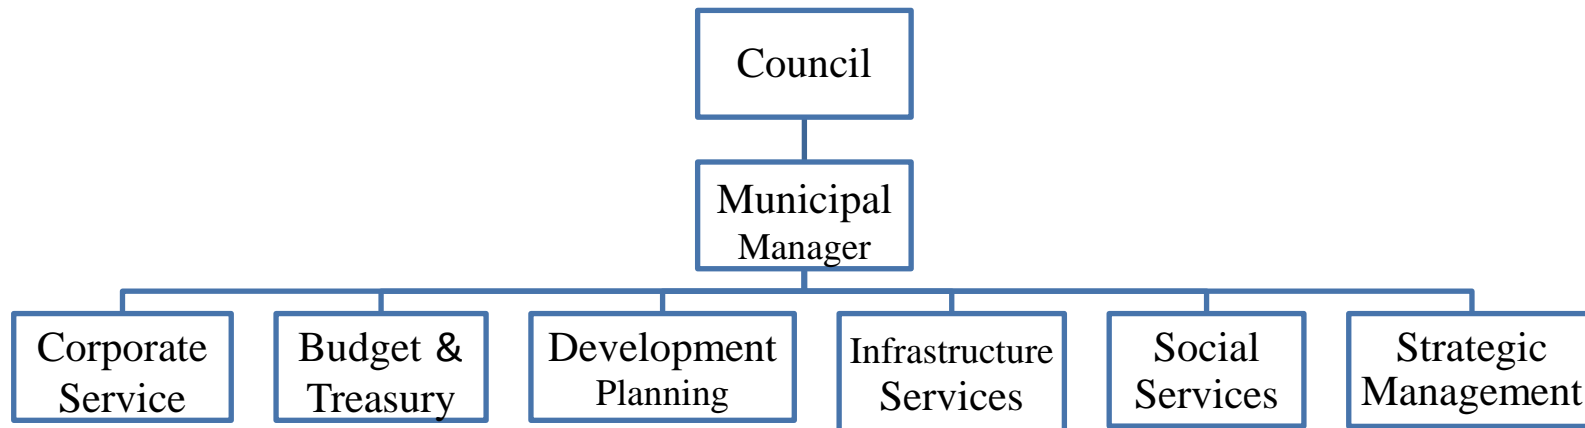 Council
Municipal
Manager
Corporate
Service
Budget &
Treasury
Development
Planning
Infrastructure
Services
Social
Services
Strategic
Management